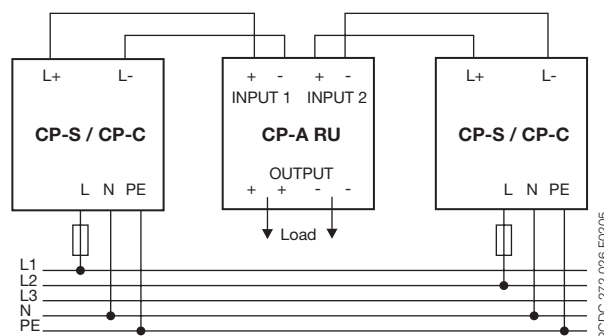 L+ L- + - + - L+ L-
INPUT 1 INPUT 2
CP-S / CP-C CP-A RU CP-S / CP-C
OUTPUT
L N PE + + - - L N PE
Load
L1
L2
L3
N
PE
2CDC 272 026 F0205